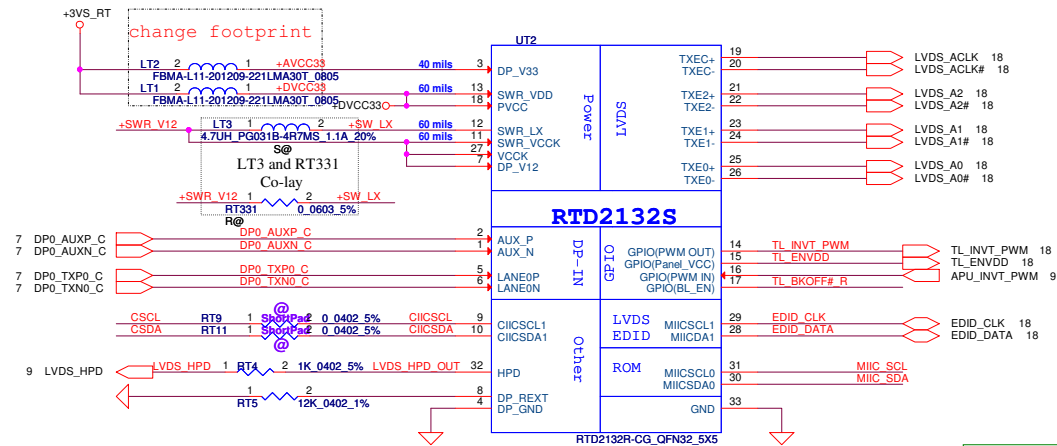 +3VS_RT
change footprint
UT2
LT2 2 1 +AVCC33 40 mils 3 DP_V33
FBMA-L11-201209-221LMA30T_0805
LT1 2 1 +DVCC33 60 mils 13 SWR_VDD
FBMA-L11-201209-221LMA30T_0805 +DVCC33 18 PVCC
+SWR_V12 LT3 1 2 +SW_LX 60 mils 12 SWR_LX
4.7UH_PG031B-4R7MS_1.1A_20% 60 mils 11 SWR_VCCK
S@ 27 VCCK
7 DP_V12
LT3 and RT331
Co-lay
+SWR_V12 1 2 +SW_LX
RT331 0_0603_5%
R@
Power
LVDS
TXEC+ 19 LVDS_ACLK 18
TXEC- 20 LVDS_ACLK# 18
TXE2+ 21 LVDS_A2 18
TXE2- 22 LVDS_A2# 18
TXE1+ 23 LVDS_A1 18
TXE1- 24 LVDS_A1# 18
TXE0+ 25 LVDS_A0 18
TXE0- 26 LVDS_A0# 18
RTD2132S
7 DP0_AUXP_C DP0_AUXP_C 2 AUX_P
7 DP0_AUXN_C DP0_AUXN_C 1 AUX_N
7 DP0_TXP0_C DP0_TXP0_C 5 LANE0P
7 DP0_TXN0_C DP0_TXN0_C 6 LANE0N
DP-IN
GPIO
GPIO(PWM OUT) 14 TL_INVT_PWM TL_INVT_PWM 18
GPIO(Panel_VCC) 15 TL_ENVDD TL_ENVDD 18
GPIO(PWM IN) 16 APU_INVT_PWM 9
GPIO(BL_EN) 17 TL_BKOFF#_R
@
CSCL RT9 1 ShortPad 2 0_0402_5% CIICSCL 9 CIICSCL1
CSDA RT11 1 ShortPad 2 0_0402_5% CIICSDA 10 CIICSDA1
@
LVDS
EDID
MIICSCL1 29 EDID_CLK EDID_CLK 18
MIICDA1 28 EDID_DATA EDID_DATA 18
Other
ROM
9 LVDS_HPD LVDS_HPD 1 RT4 2 1K_0402_5% LVDS_HPD_OUT 32 HPD
MIICSCL0 31 MIIC_SCL
MIICSDA0 30 MIIC_SDA
1 2 8 DP_REXT
RT5 12K_0402_1% 4 DP_GND
GND 33
RTD2132R-CG_QFN32_5X5